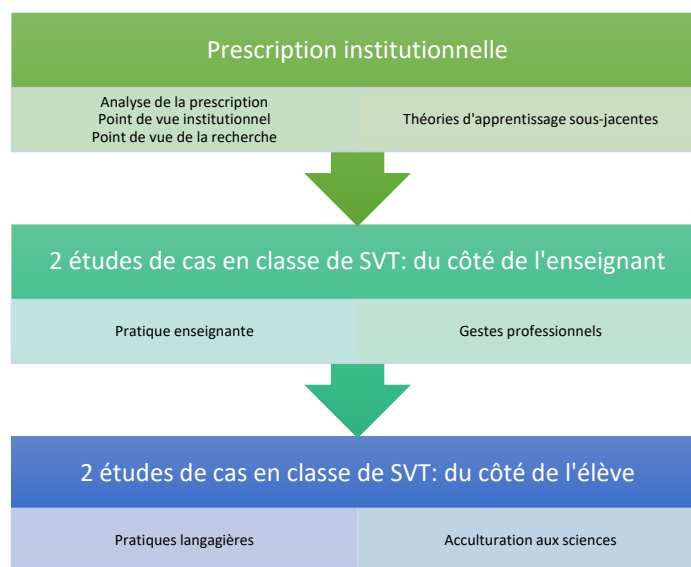 Prescription institutionnelle
Analyse de la prescription
Point de vue institutionnel
Point de vue de la recherche
Théories d'apprentissage sous-jacentes
2 études de cas en classe de SVT: du côté de l'enseignant
Pratique enseignante
Gestes professionnels
2 études de cas en classe de SVT: du côté de l'élève
Pratiques langagières
Acculturation aux sciences